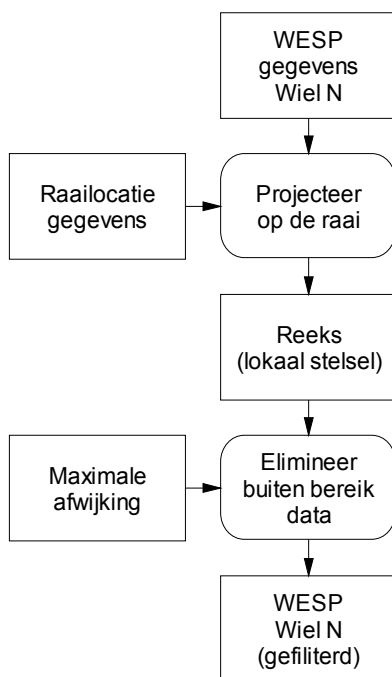 WESP
gegevens
Wiel N
Raailocatie
gegevens
Projecteer
op de raai
Reeks
(lokaal stelsel)
Maximale
afwijking
Elimineer
buiten bereik
data
WESP
Wiel N
(gefiliterd)